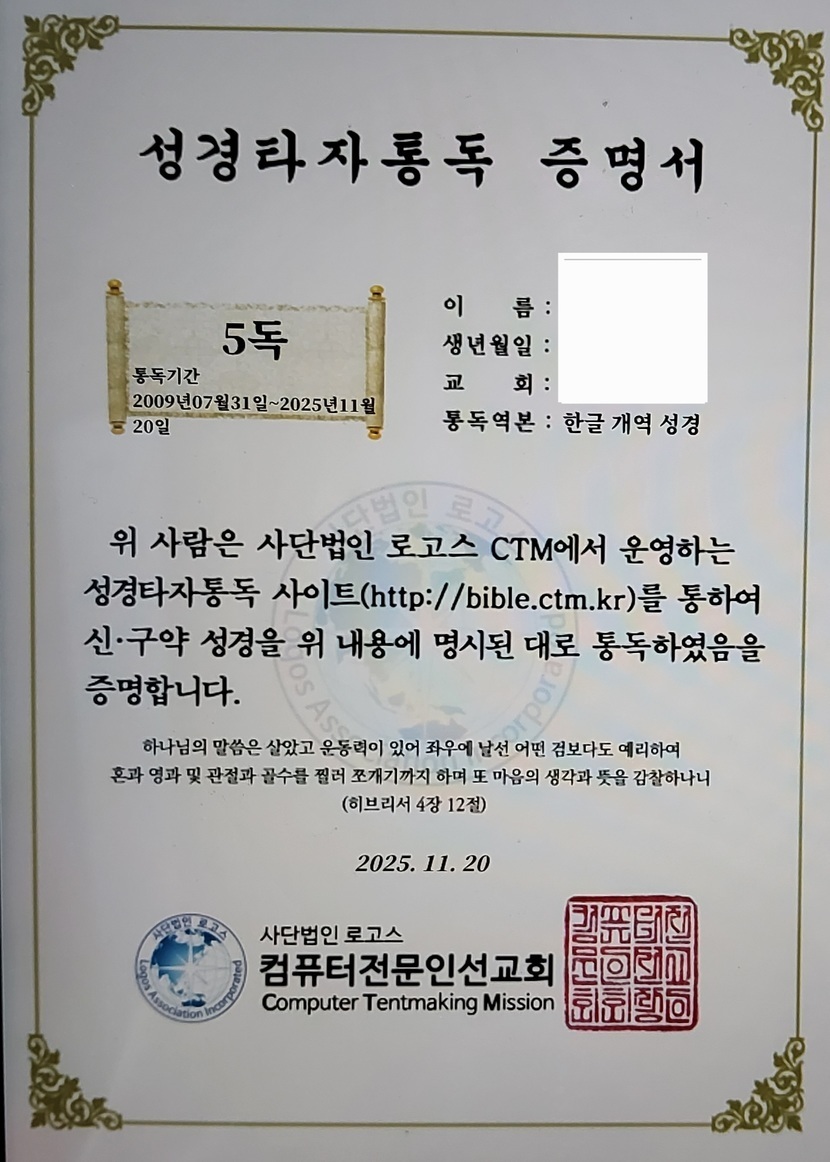 성경타자통독 증명서
5독
통독기간
2009년07월31일~2025년11월
20일
이 름 :
생년월일 :
교 회 :
통독역본 : 한글 개역 성경
위 사람은 사단법인 로고스 CTM에서 운영하는
성경타자통독 사이트(http://bible.ctm.kr)를 통하여
신·구약 성경을 위 내용에 명시된 대로 통독하였음을
증명합니다.
하나님의 말씀은 살았고 운동력이 있어 좌우에 날선 어떤 검보다도 예리하여
혼과 영과 및 관절과 골수를 찔러 쪼개기까지 하며 또 마음의 생각과 뜻을 감찰하나니
(히브리서 4장 12절)
2025. 11. 20
사단법인 로고스
Logos Association Incorporated
사단법인 로고스
컴퓨터전문인선교회
Computer Tentmaking Mission